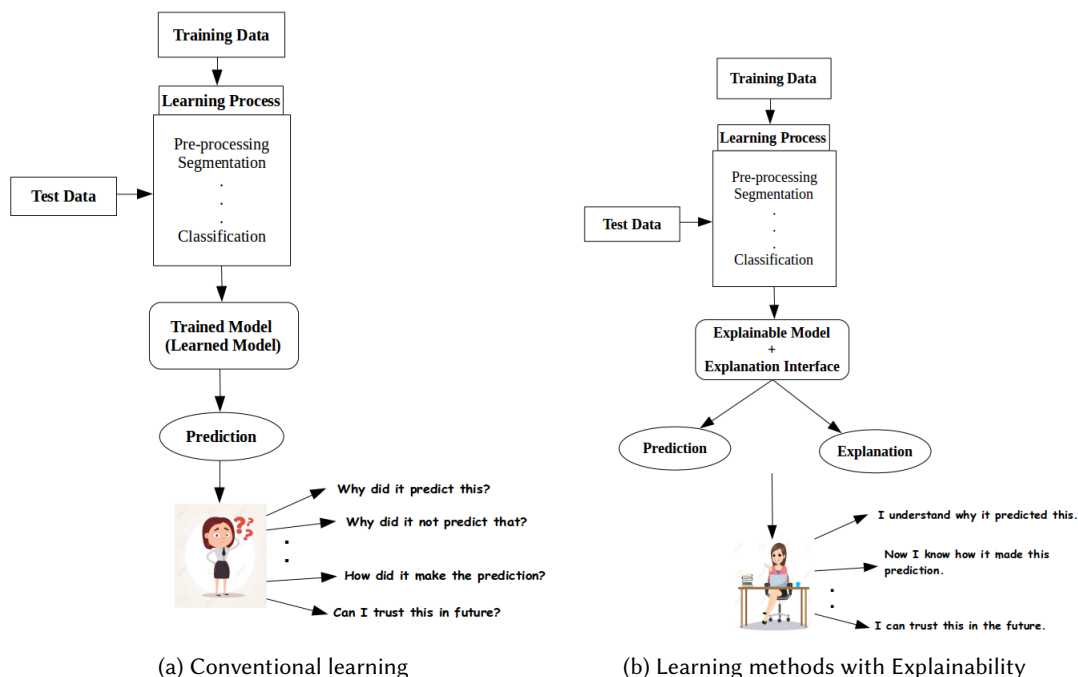 Training Data
Learning Process
Pre-processing
Segmentation
.
.
.
Classification
Test Data
Trained Model
(Learned Model)
Prediction
???
Why did it predict this?
Why did it not predict that?
.
.
How did it make the prediction?
Can I trust this in future?
(a) Conventional learning
Training Data
Learning Process
Pre-processing
Segmentation
.
.
.
Classification
Test Data
Explainable Model
+
Explanation Interface
Prediction
Explanation
I understand why it predicted this.
Now I know how it made this
prediction.
.
.
I can trust this in the future.
(b) Learning methods with Explainability